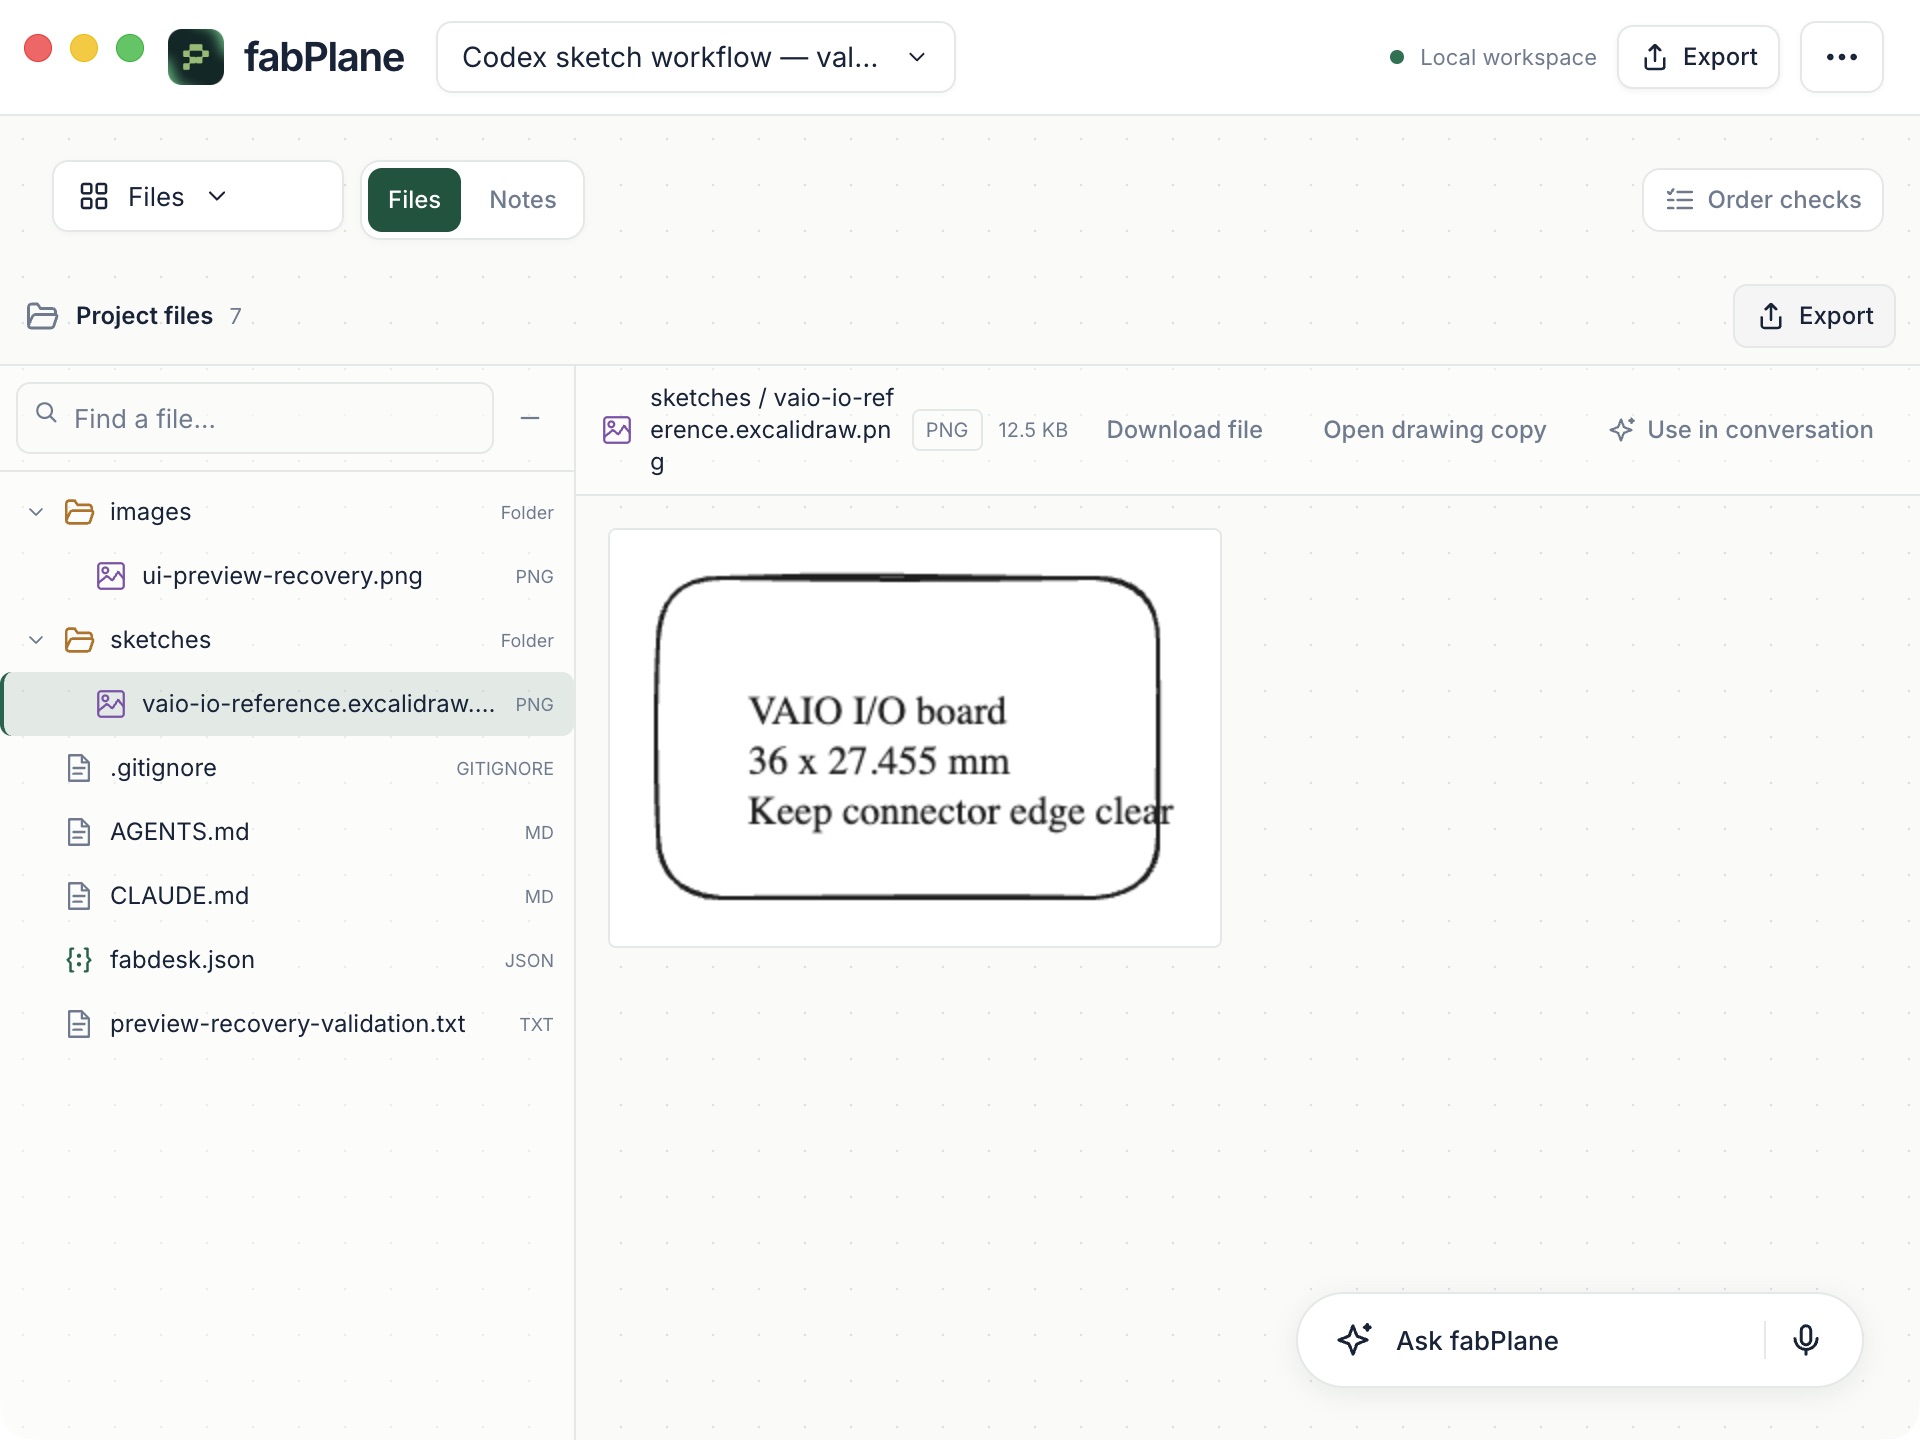 fabPlane
Codex sketch workflow — val...
Local workspace
Export
Files
Files
Notes
Order checks
Project files 7
Export
Find a file...
images Folder
ui-preview-recovery.png PNG
sketches Folder
vaio-io-reference.excalidraw.... PNG
.gitignore GITIGNORE
AGENTS.md MD
CLAUDE.md MD
fabdesk.json JSON
preview-recovery-validation.txt TXT
sketches / vaio-io-ref
erence.excalidraw.pn
g
PNG
12.5 KB
Download file
Open drawing copy
Use in conversation
VAIO I/O board
36 x 27.455 mm
Keep connector edge clear
Ask fabPlane